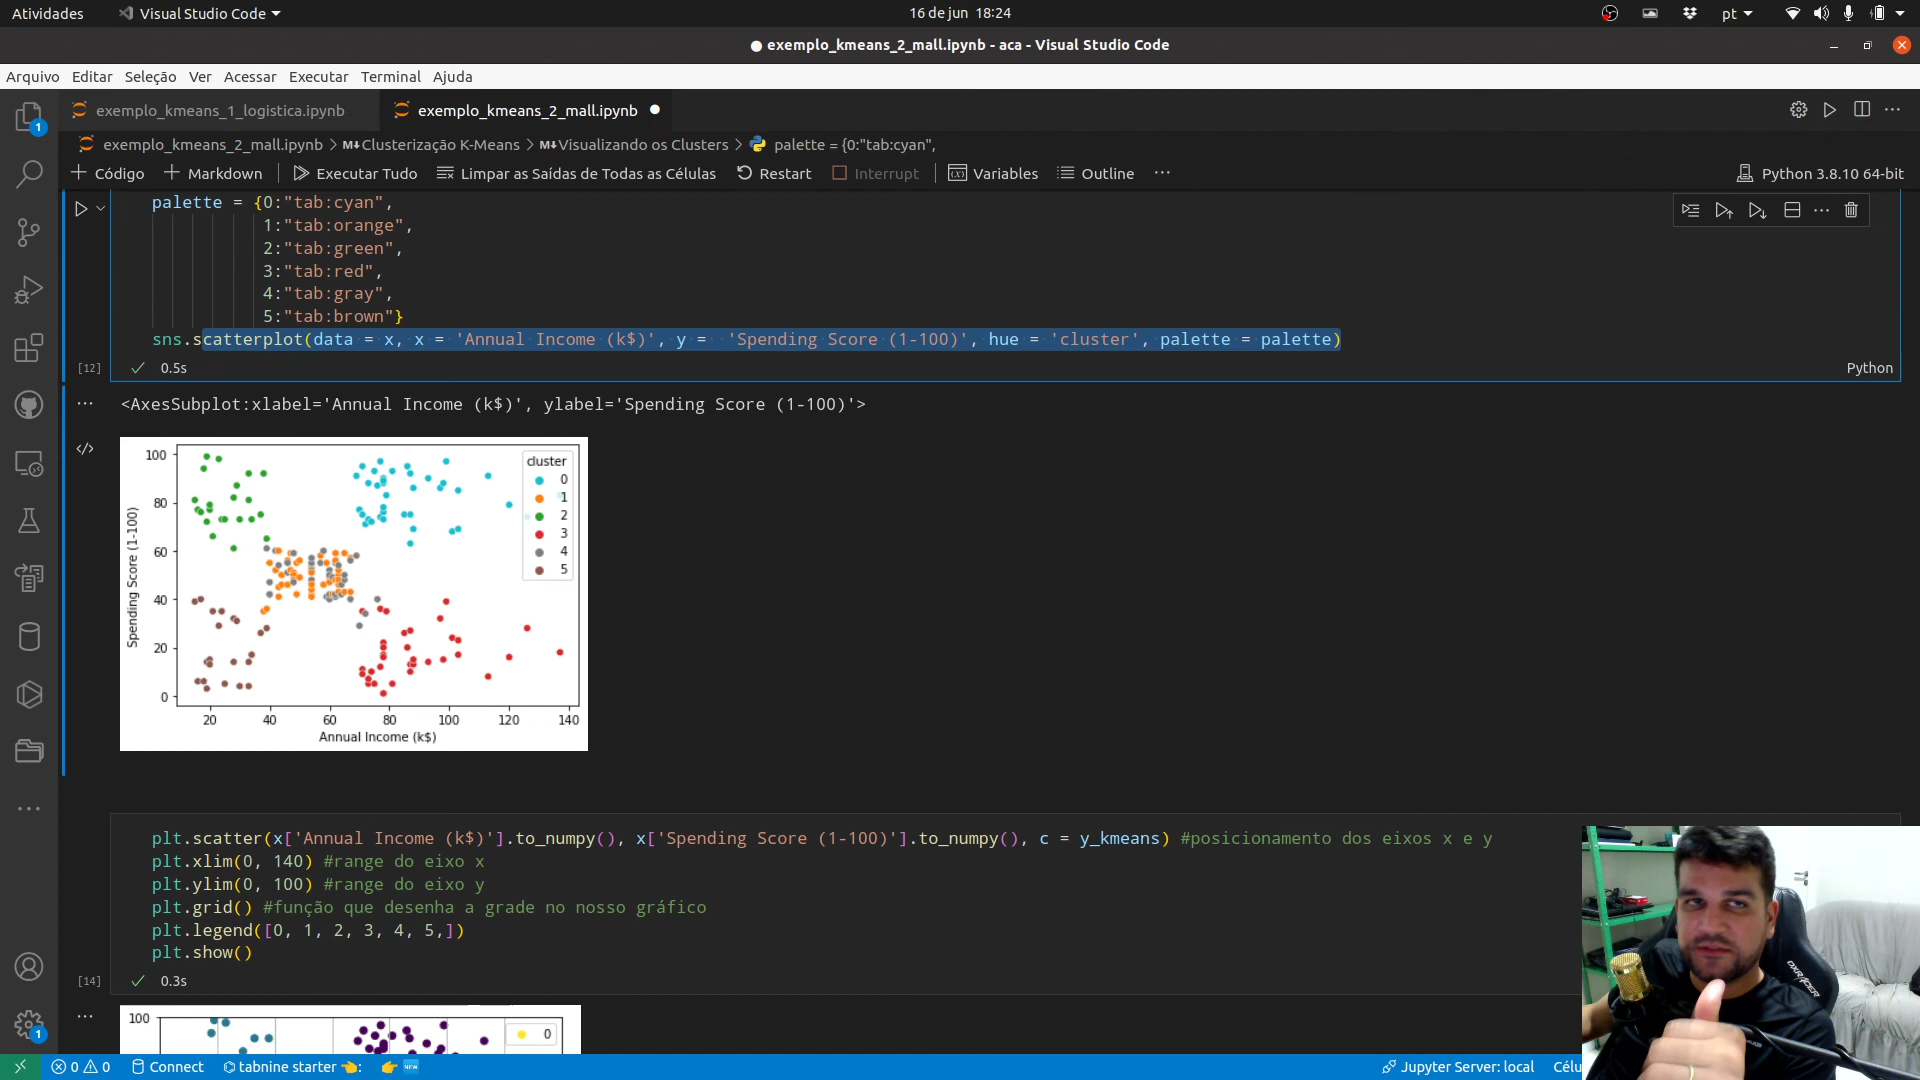 Atividades
Visual Studio Code
16 de jun 18:24
pt
● exemplo_kmeans_2_mall.ipynb - aca - Visual Studio Code
Arquivo Editar Seleção Ver Acessar Executar Terminal Ajuda
exemplo_kmeans_1_logistica.ipynb
exemplo_kmeans_2_mall.ipynb
exemplo_kmeans_2_mall.ipynb > M↓Clusterização K-Means > M↓Visualizando os Clusters > palette = {0:"tab:cyan",
+ Código + Markdown Executar Tudo Limpar as Saídas de Todas as Células Restart Interrupt Variables Outline ...
Python 3.8.10 64-bit
palette = {0:"tab:cyan",
1:"tab:orange",
2:"tab:green",
3:"tab:red",
4:"tab:gray",
5:"tab:brown"}
sns.scatterplot(data = x, x = 'Annual Income (k$)', y =  'Spending Score (1-100)', hue = 'cluster', palette = palette)
[12]
0.5s
Python
<AxesSubplot:xlabel='Annual Income (k$)', ylabel='Spending Score (1-100)'>
cluster
0
1
2
3
4
5
100
80
60
40
20
0
Spending Score (1-100)
20 40 60 80 100 120 140
Annual Income (k$)
plt.scatter(x['Annual Income (k$)'].to_numpy(), x['Spending Score (1-100)'].to_numpy(), c = y_kmeans) #posicionamento dos eixos x e y
plt.xlim(0, 140) #range do eixo x
plt.ylim(0, 100) #range do eixo y
plt.grid() #função que desenha a grade no nosso gráfico
plt.legend([0, 1, 2, 3, 4, 5,])
plt.show()
[14]
0.3s
100
0
DXRACER
1
1
0 0
Connect
tabnine starter
NEW
Jupyter Server: local
Célu